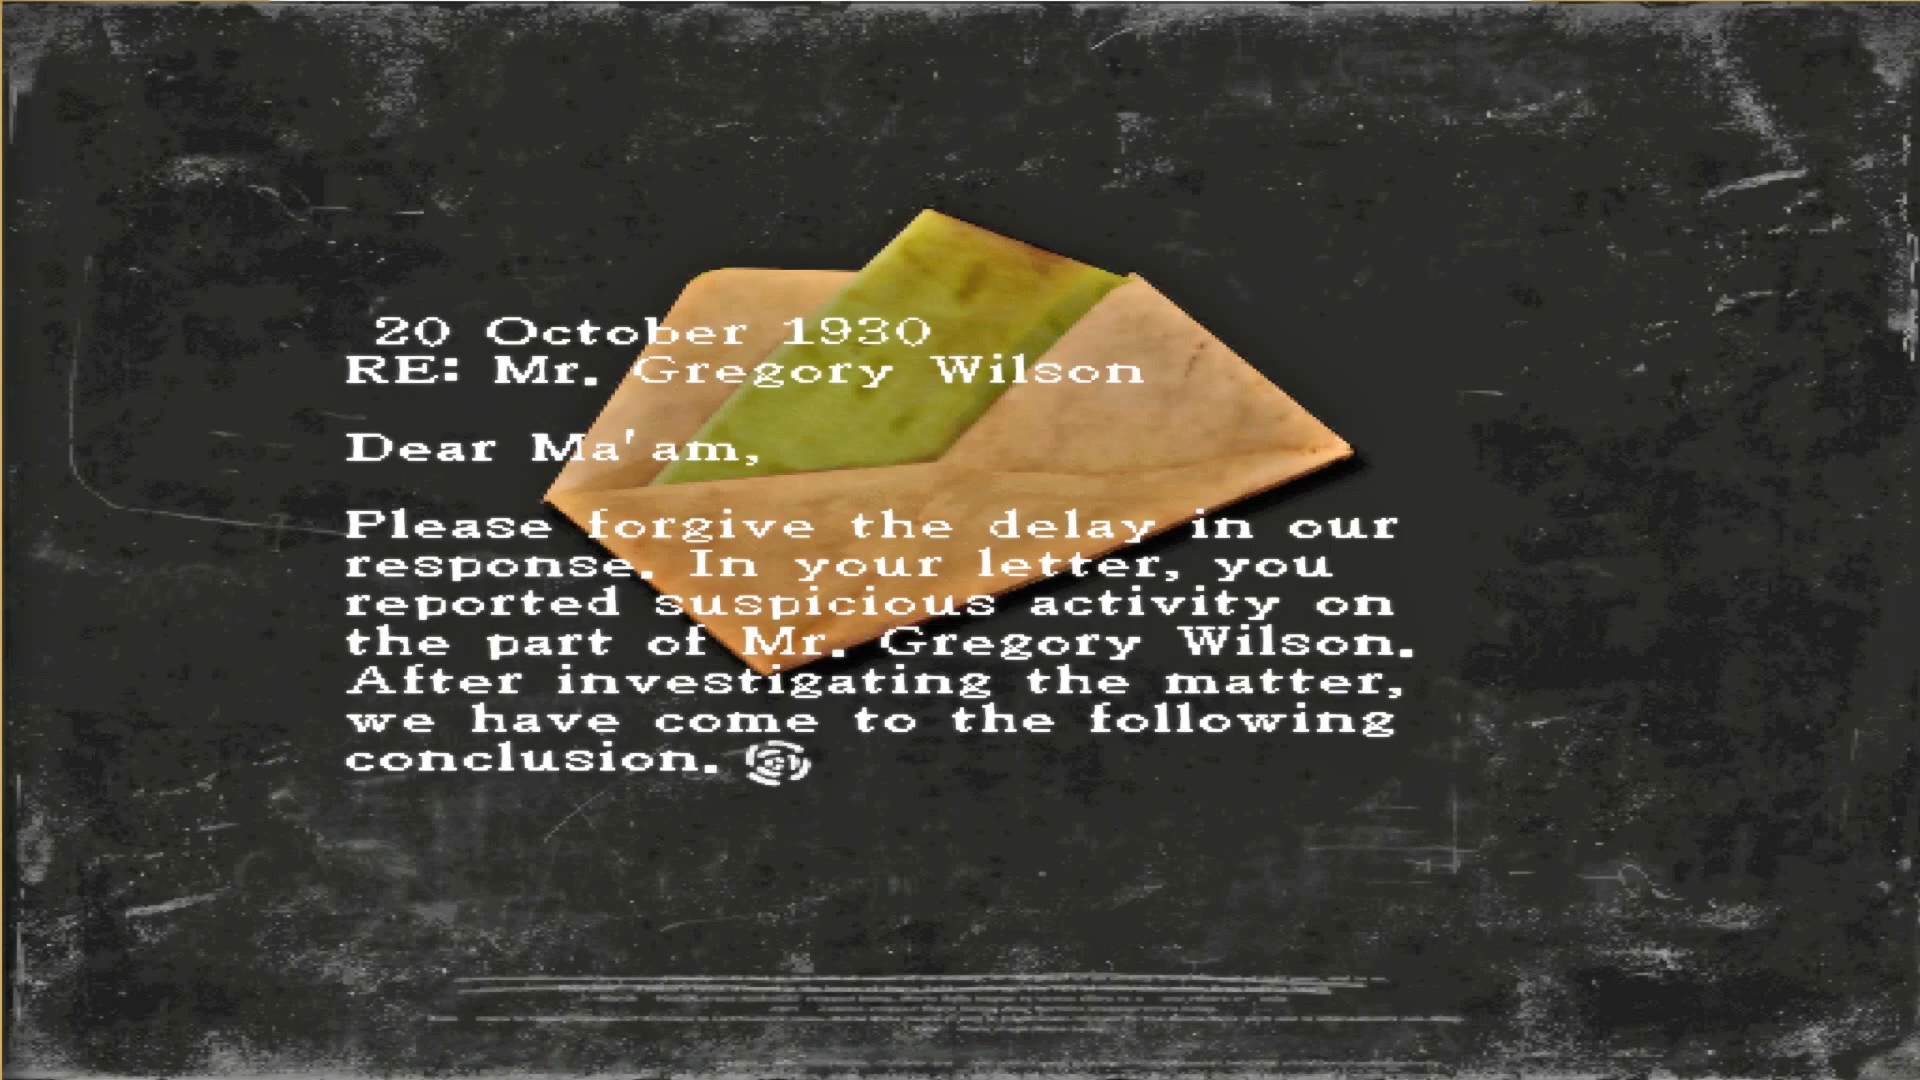 20 October 1930
RE: Mr. Gregory Wilson
Dear Ma'am,
Please forgive the delay in our
response. In your letter, you
reported suspicious activity on
the part of Mr. Gregory Wilson.
After investigating the matter,
we have come to the following
conclusion.